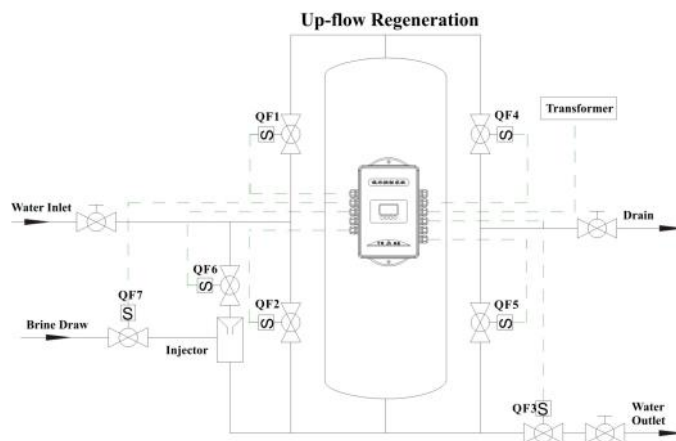 Up-flow Regeneration
QF1
S
QF4
S
Transformer
Water Inlet
Drain
QF6
S
QF7
S
QF2
S
QF5
S
Brine Draw
Injector
QF3
S
Water
Outlet